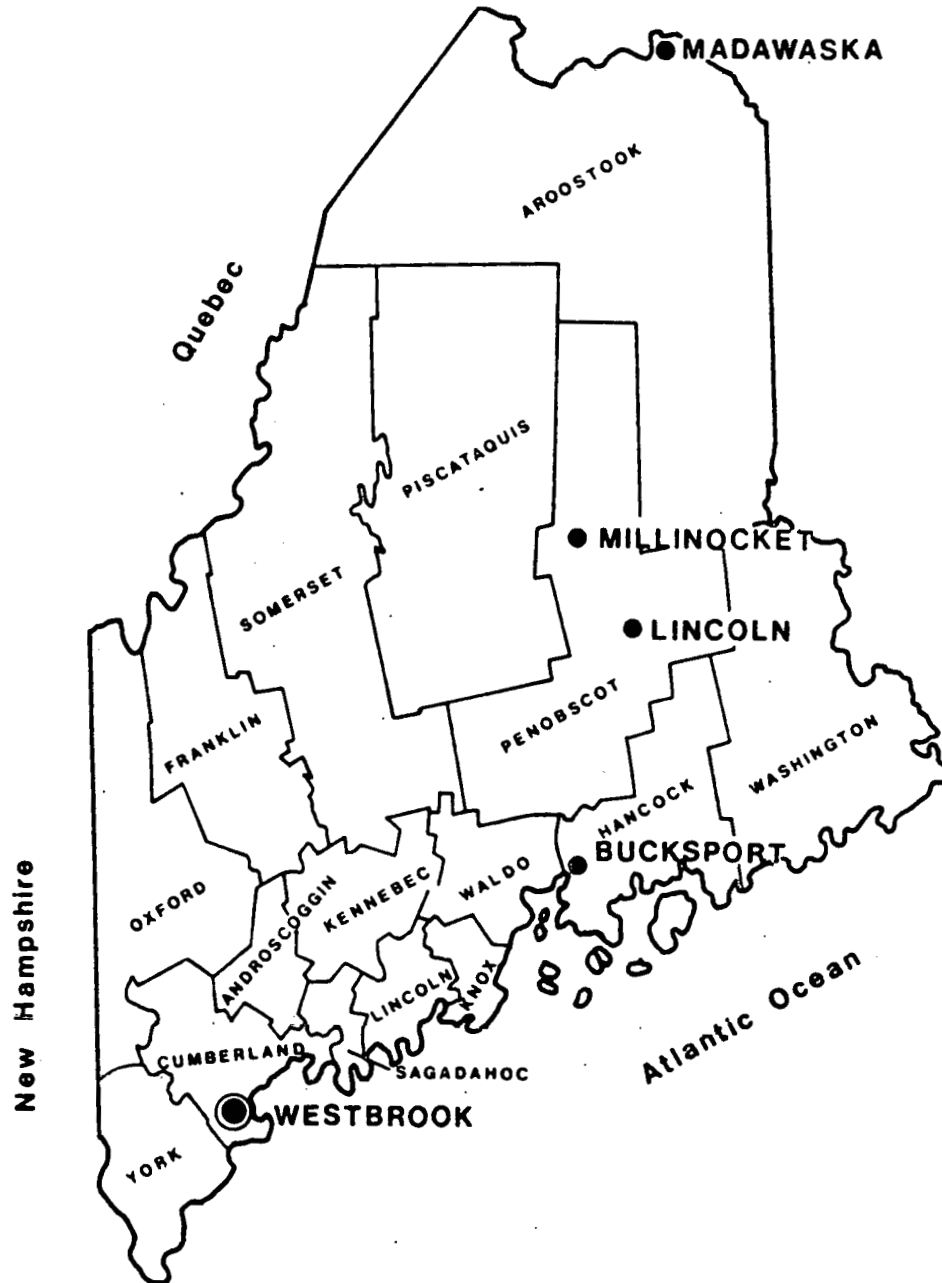 MADAWASKA
AROOSTOOK
Quebec
PISCATAQUIS
MILLINOCKET
SOMERSET
LINCOLN
PENOBSCOT
FRANKLIN
WASHINGTON
HANCOCK
BUCKSPORT
WALDO
KENNEBEC
OXFORD
ANDROSCOGGIN
New Hampshire
LINCOLN
KNOX
Atlantic Ocean
CUMBERLAND
SAGADAHOC
WESTBROOK
YORK